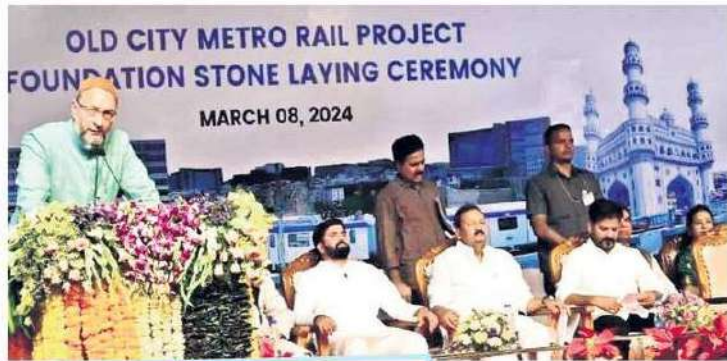 OLD CITY METRO RAIL PROJECT
FOUNDATION STONE LAYING CEREMONY
MARCH 08, 2024